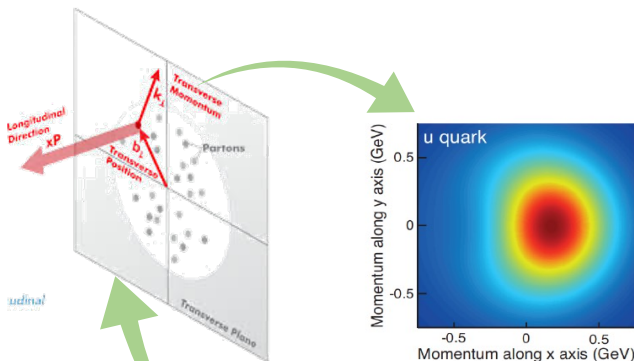 Longitudinal
Direction
xp
k⊥
Transverse
Momentum
b⊥
Transverse
Position
Partons
Transverse Plane
udinal
u quark
Momentum along y axis (GeV)
0.5
0
-0.5
-0.5
0
0.5
Momentum along x axis (GeV)